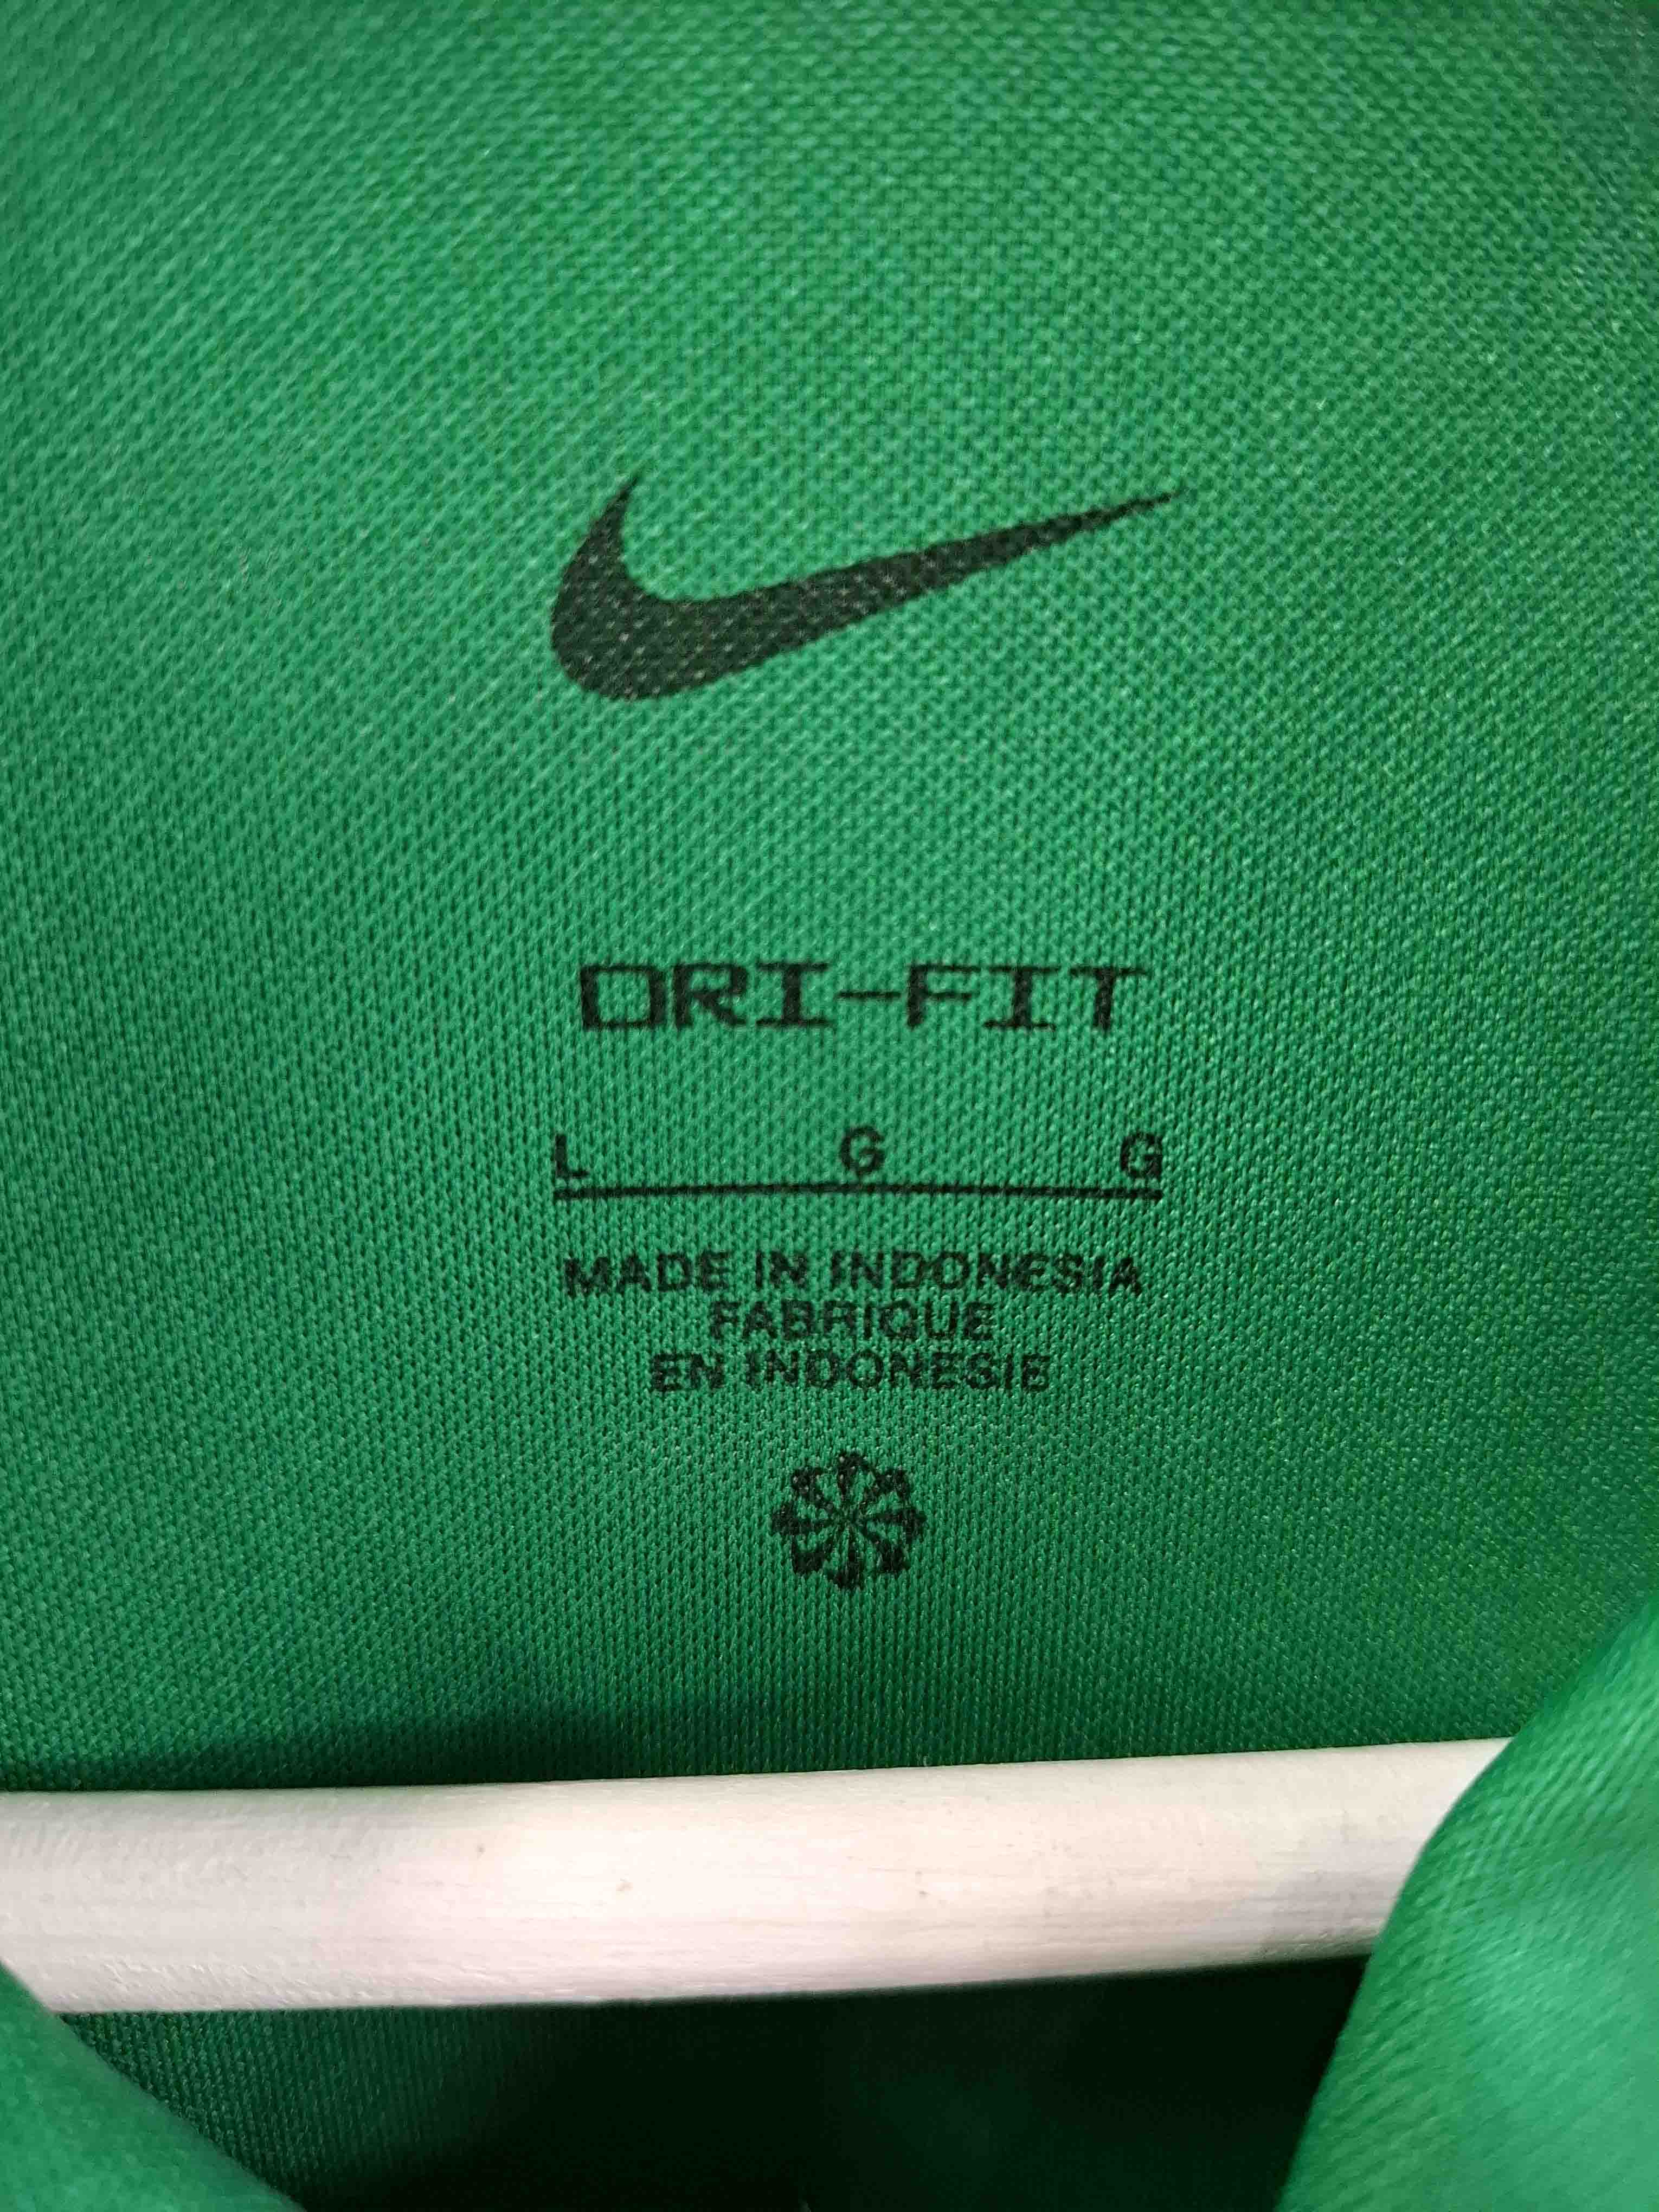 DRI-FIT
L G G
MADE IN INDONESIA
FABRIQUE
EN INDONESIE